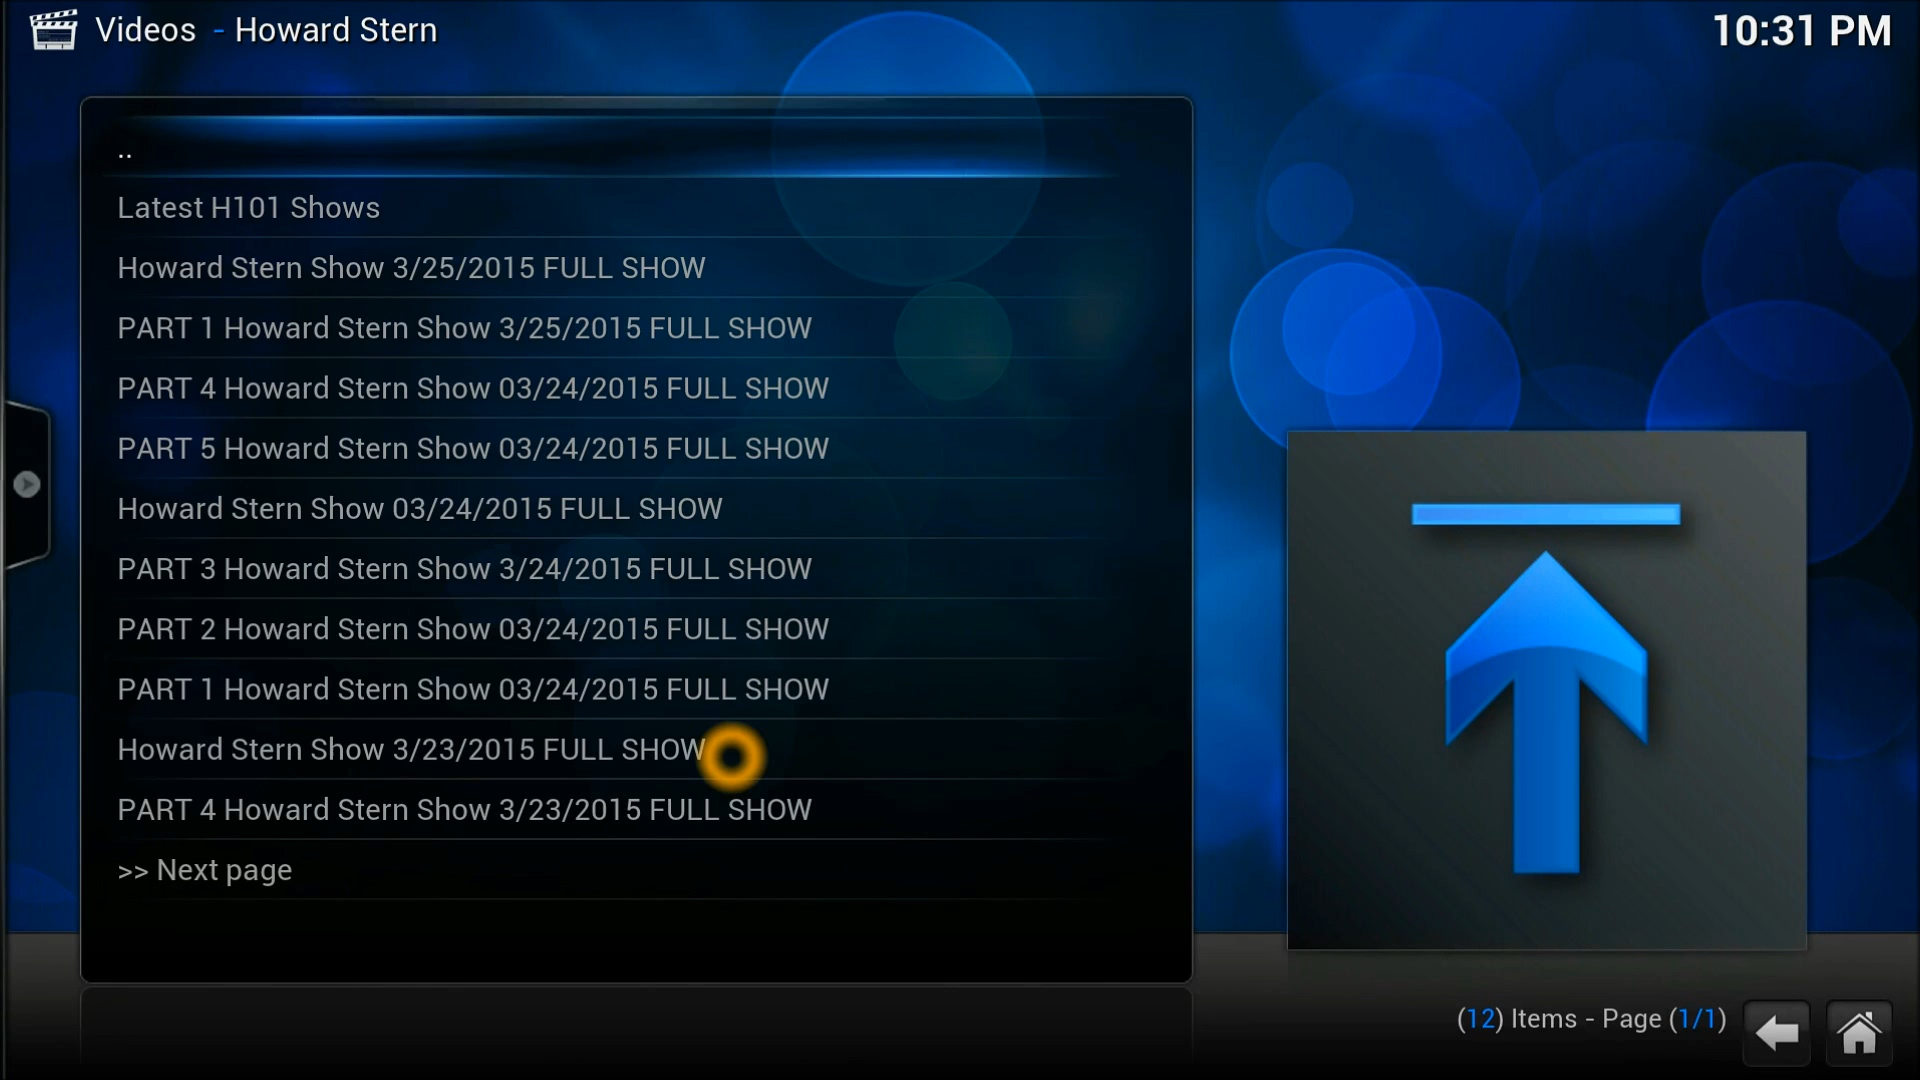 Videos - Howard Stern
10:31 PM
..
Latest H101 Shows
Howard Stern Show 3/25/2015 FULL SHOW
PART 1 Howard Stern Show 3/25/2015 FULL SHOW
PART 4 Howard Stern Show 03/24/2015 FULL SHOW
PART 5 Howard Stern Show 03/24/2015 FULL SHOW
Howard Stern Show 03/24/2015 FULL SHOW
PART 3 Howard Stern Show 3/24/2015 FULL SHOW
PART 2 Howard Stern Show 03/24/2015 FULL SHOW
PART 1 Howard Stern Show 03/24/2015 FULL SHOW
Howard Stern Show 3/23/2015 FULL SHOW
PART 4 Howard Stern Show 3/23/2015 FULL SHOW
>> Next page
(12) Items - Page (1/1)